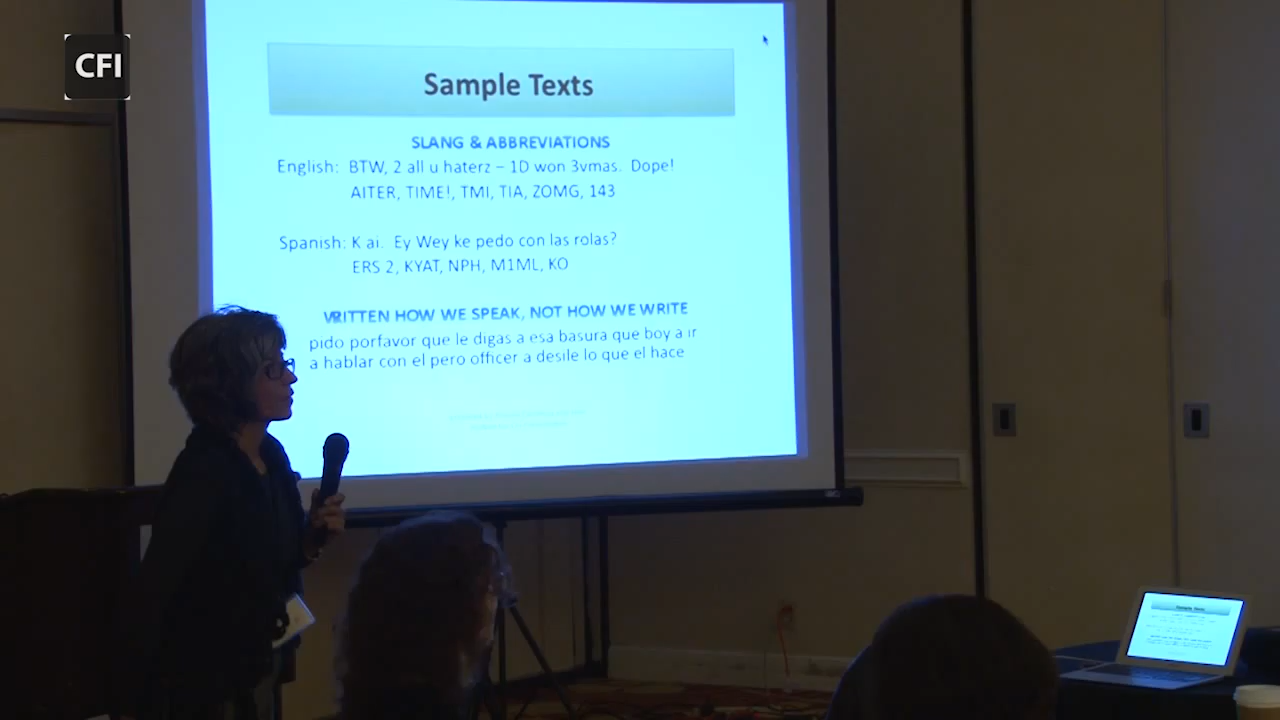 CFI
Sample Texts
SLANG & ABBREVIATIONS
English: BTW, 2 all u haterz – 1D won 3vmas. Dope!
AITER, TIME!, TMI, TIA, ZOMG, 143
Spanish: K ai. Ey Wey ke pedo con las rolas?
ERS 2, KYAT, NPH, M1ML, KO
WRITTEN HOW WE SPEAK, NOT HOW WE WRITE
pido porfavor que le digas a esa basura que boy a ir
a hablar con el pero officer a desile lo que el hace
Sample Texts